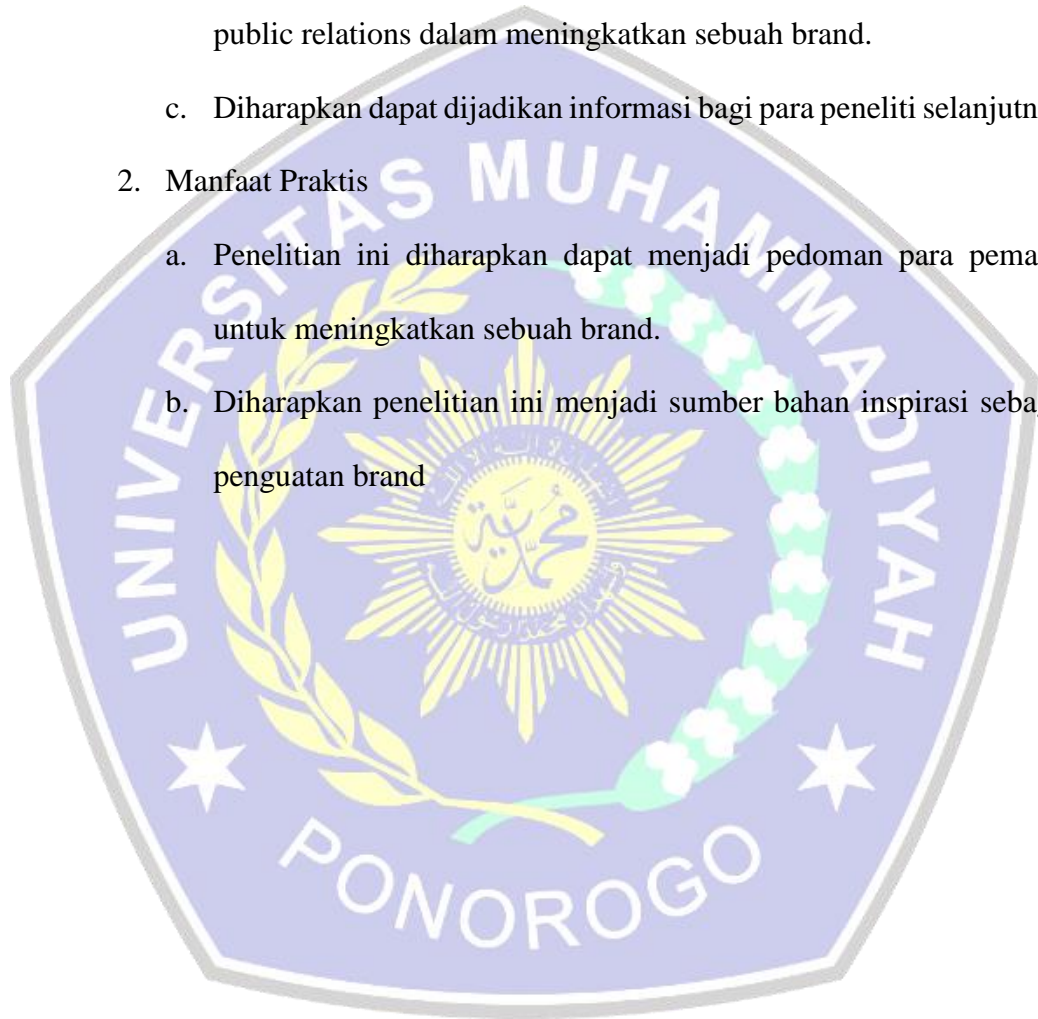 public relations dalam meningkatkan sebuah brand.
c. Diharapkan dapat dijadikan informasi bagi para peneliti selanjutn
2. Manfaat Praktis
a. Penelitian ini diharapkan dapat menjadi pedoman para pema
untuk meningkatkan sebuah brand.
b. Diharapkan penelitian ini menjadi sumber bahan inspirasi seba
penguatan brand
UNIVERSITAS MUHAMMADIYAH
PONOROGO